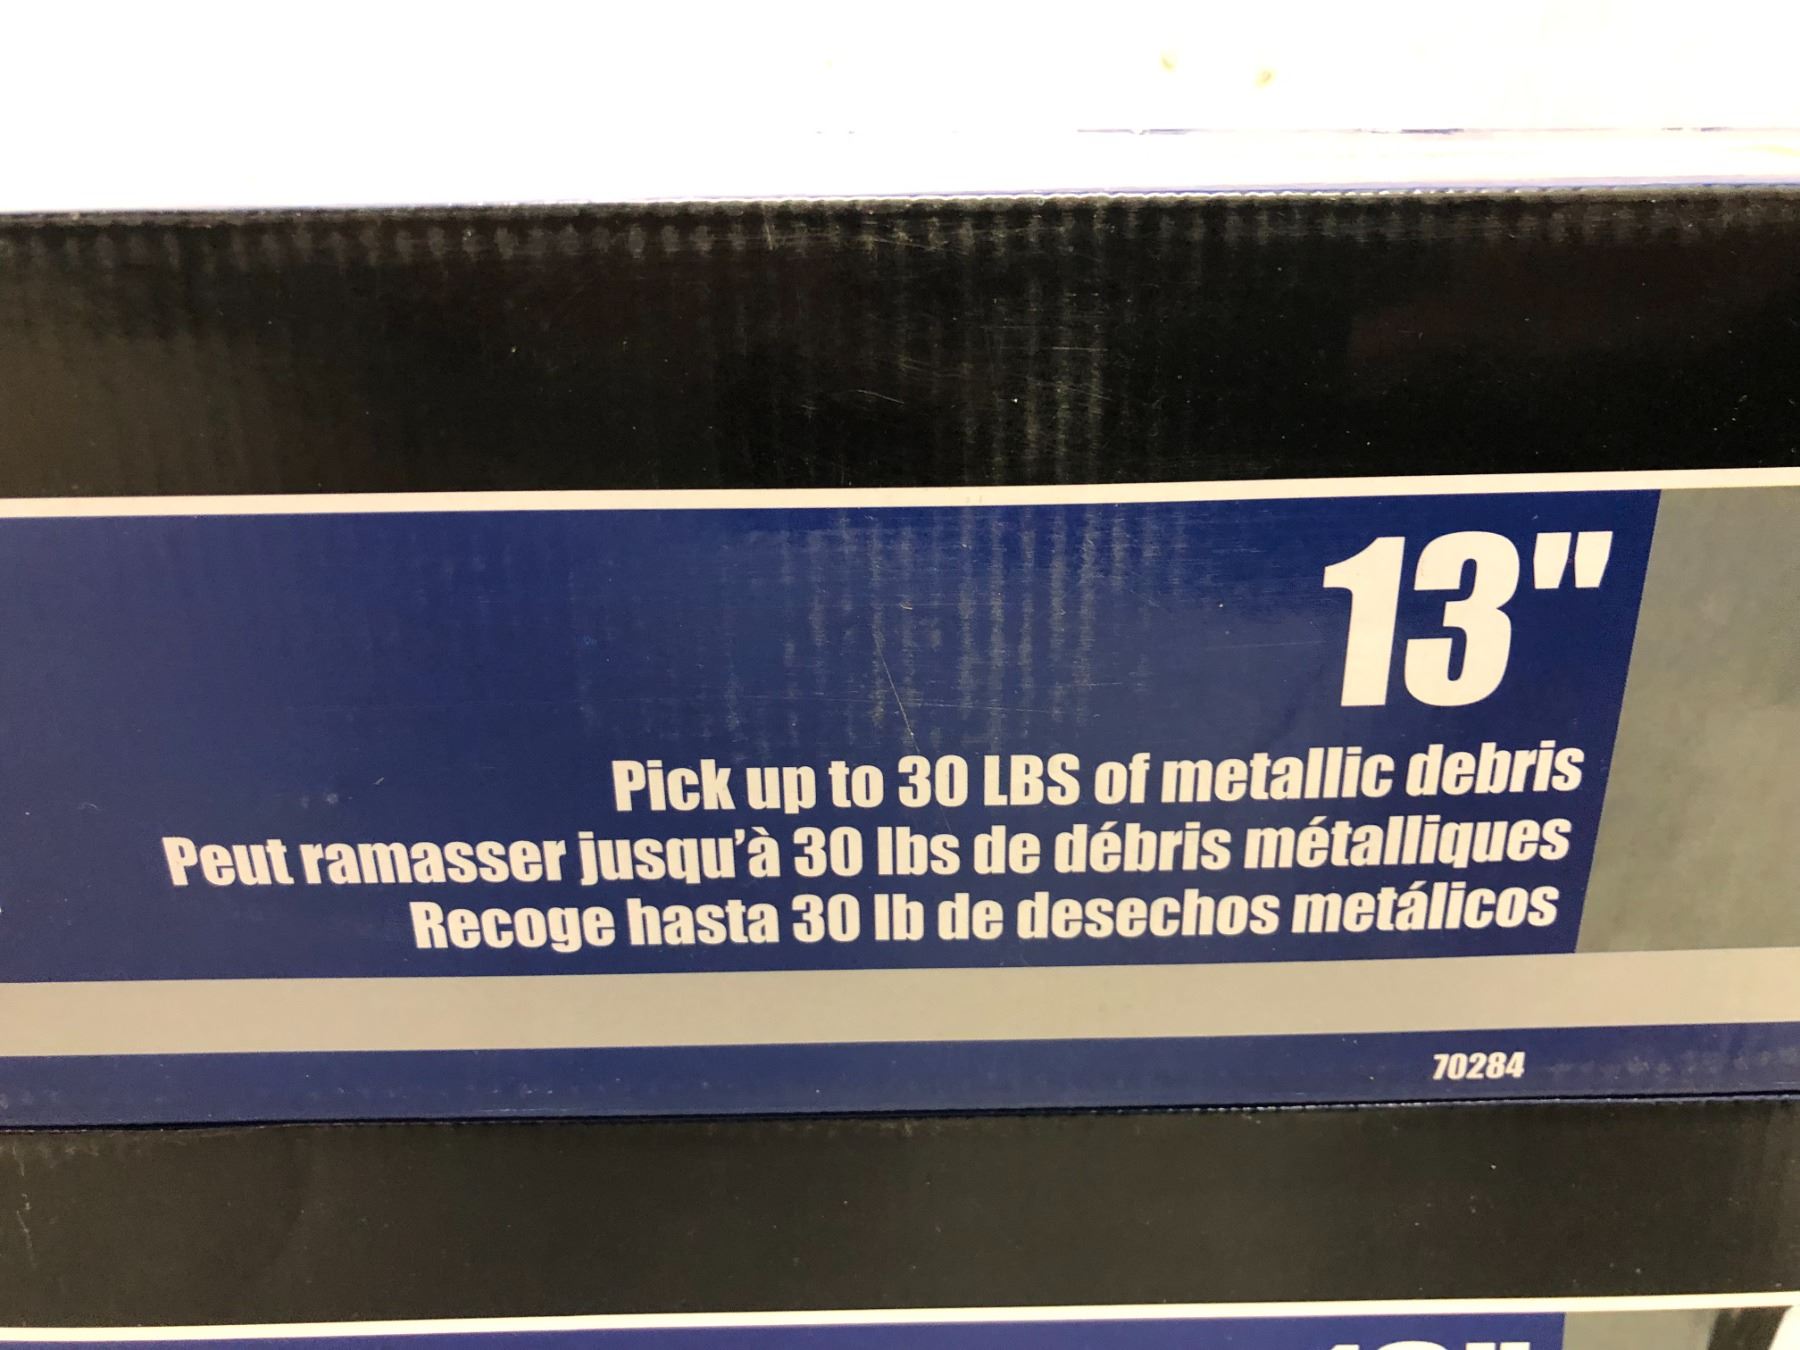 13"
Pick up to 30 LBS of metallic debris
Peut ramasser jusqu'à 30 lbs de débris métalliques
Recoge hasta 30 lb de desechos metálicos
70284